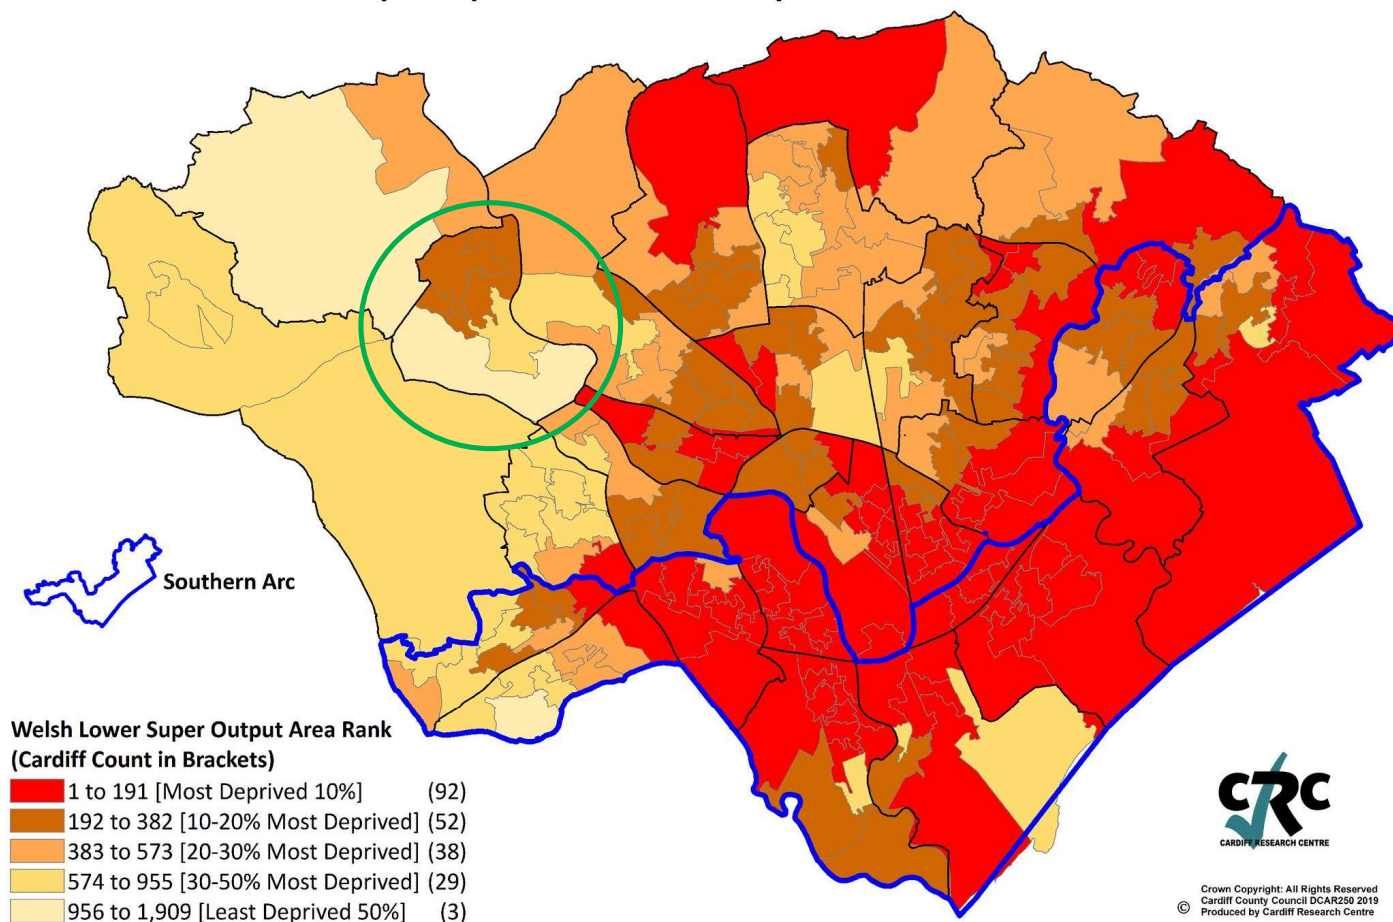 Southern Arc
Welsh Lower Super Output Area Rank
(Cardiff Count in Brackets)
1 to 191 [Most Deprived 10%] (92)
192 to 382 [10-20% Most Deprived] (52)
383 to 573 [20-30% Most Deprived] (38)
574 to 955 [30-50% Most Deprived] (29)
956 to 1,909 [Least Deprived 50%] (3)
CRC
CARDIFF RESEARCH CENTRE
Crown Copyright: All Rights Reserved
Cardiff County Council DCAR250 2019
© Produced by Cardiff Research Centre